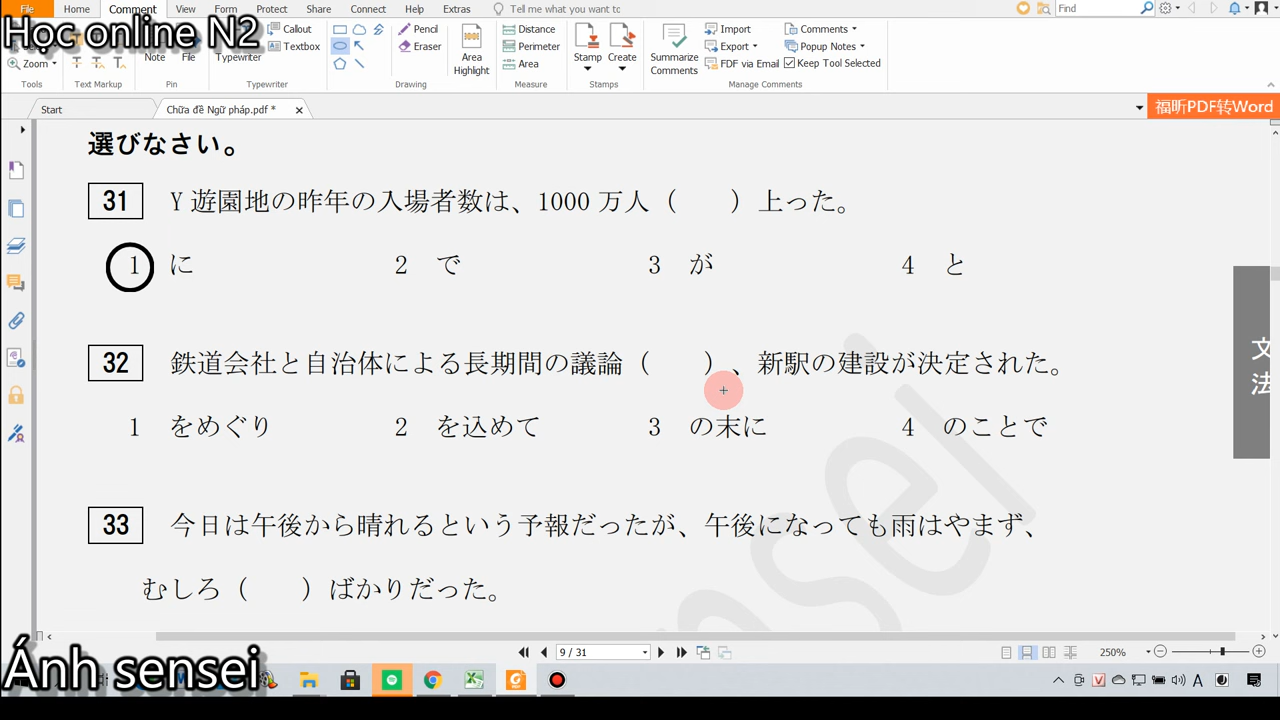 File Home Comment View Form Protect Share Connect Help Extras Tell me what you want to Find
Học online N2
Callout Pencil Distance Import Comments
Textbox Eraser Perimeter Export Popup Notes
Zoom Note File Typewriter Area Highlight Area Stamp Create Summarize Comments FDF via Email Keep Tool Selected
Tools Text Markup Pin Typewriter Drawing Measure Stamps Manage Comments
Start Chữa đề Ngữ pháp.pdf * 福昕PDF转Word
選びなさい。
31 Y遊園地の昨年の入場者数は、1000万人（　）上った。
1 に 2 で 3 が 4 と
32 鉄道会社と自治体による長期間の議論（　）、新駅の建設が決定された。
1 をめぐり 2 を込めて 3 の末に 4 のことで
33 今日は午後から晴れるという予報だったが、午後になっても雨はやまず、
むしろ（　）ばかりだった。
文法
nsei
9 / 31 250%
Ánh sensei